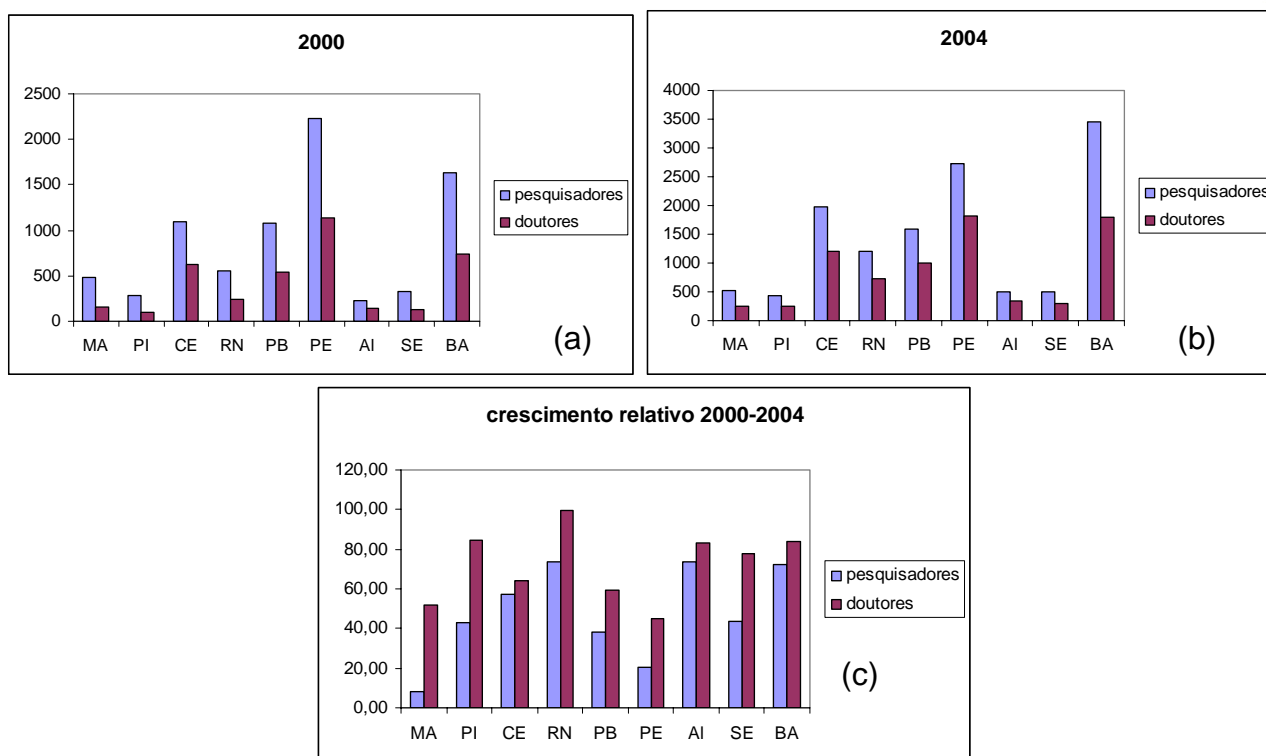 2000
2500
2000
1500
1000
500
0
MA PI CE RN PB PE Al SE BA
pesquisadores
doutores
(a)
2004
4000
3500
3000
2500
2000
1500
1000
500
0
MA PI CE RN PB PE Al SE BA
pesquisadores
doutores
(b)
crescimento relativo 2000-2004
120,00
100,00
80,00
60,00
40,00
20,00
0,00
MA PI CE RN PB PE Al SE BA
pesquisadores
doutores
(c)